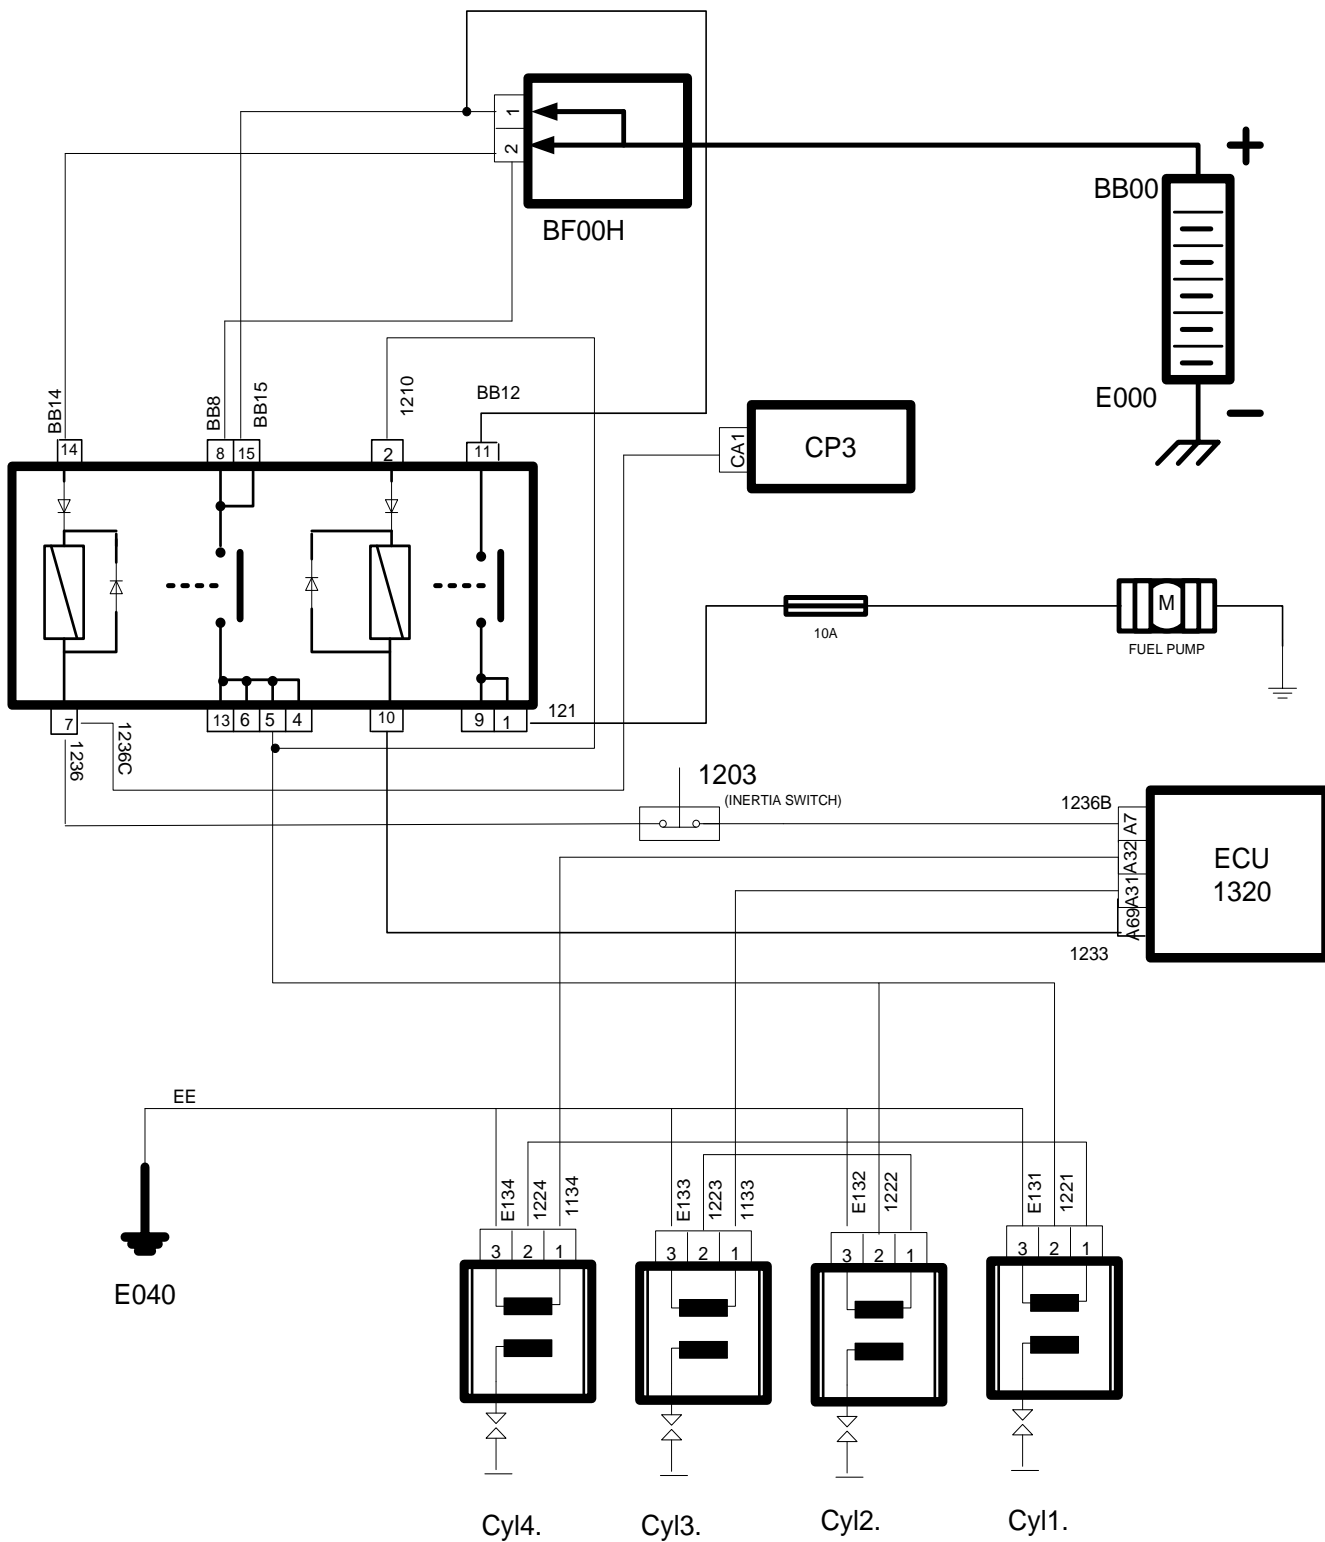 1
2
+
BB00
BF00H
E000
−
BB14
BB8
BB15
1210
BB12
14
8
15
2
11
CA1
CP3
M
10A
FUEL PUMP
7
13
6
5
4
10
9
1
121
1236
1236C
1203
(INERTIA SWITCH)
1236B
A7
A32
A31
A69
ECU
1320
1233
EE
E134
1224
1134
E133
1223
1133
E132
1222
E131
1221
3 2 1
3 2 1
3 2 1
3 2 1
E040
Cyl4.
Cyl3.
Cyl2.
Cyl1.